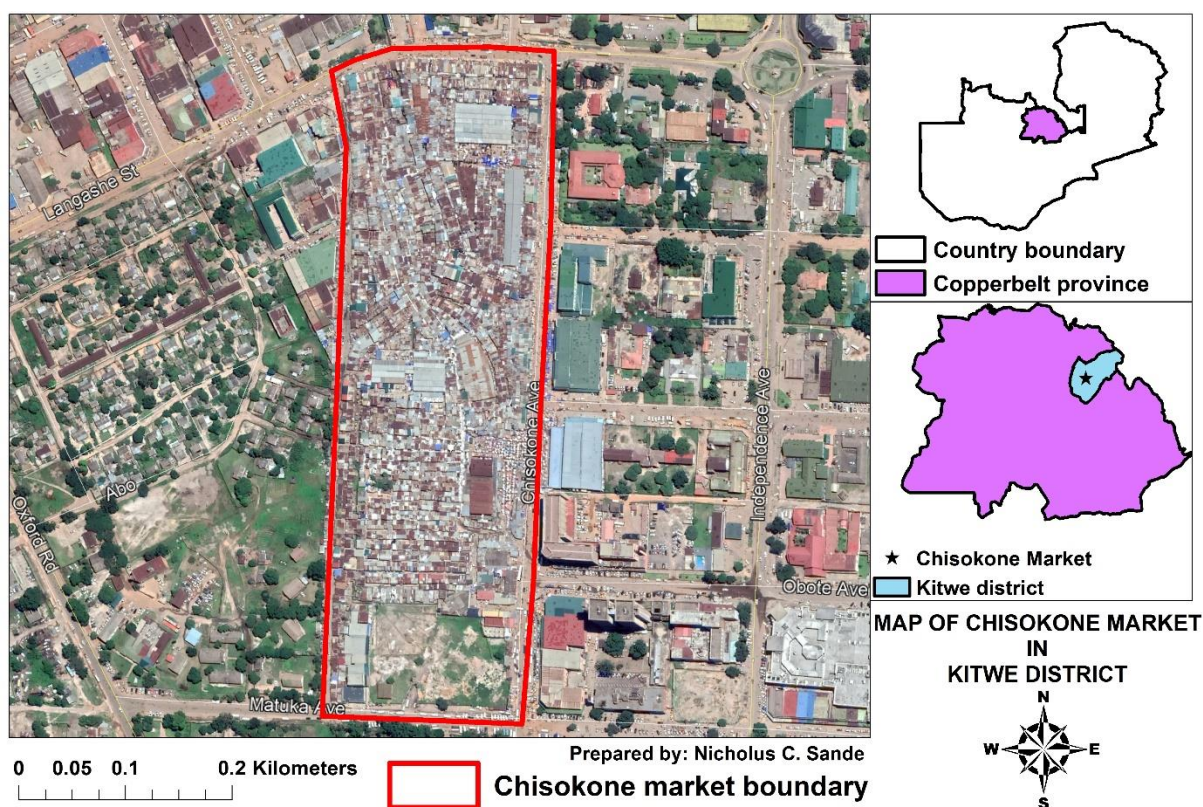 Langashe St
Abo
Oxford Rd
Matuka Ave
Chisokone Ave
Independence Ave
Obote Ave
Country boundary
Copperbelt province
★ Chisokone Market
Kitwe district
MAP OF CHISOKONE MARKET
IN
KITWE DISTRICT
N
W E
S
Prepared by: Nicholus C. Sande
0 0.05 0.1 0.2 Kilometers
Chisokone market boundary